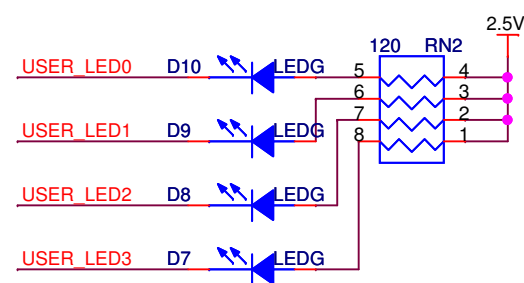 2.5V
120 RN2
USER_LED0 D10 LEDG 5 4
6 3
USER_LED1 D9 LEDG 7 2
8 1
USER_LED2 D8 LEDG
USER_LED3 D7 LEDG